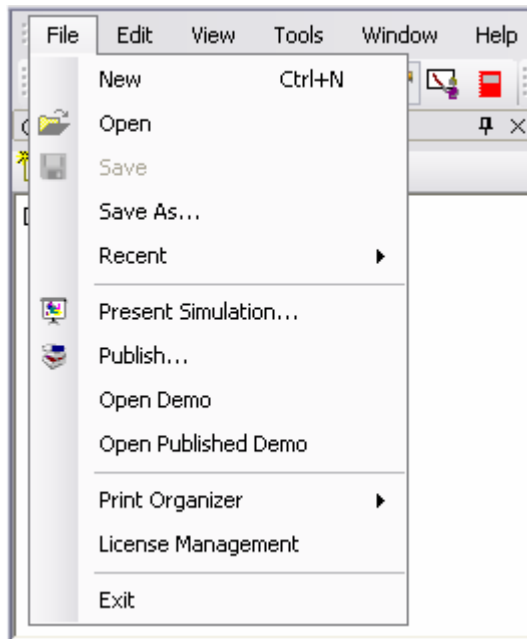 File Edit View Tools Window Help
New Ctrl+N
Open
Save
Save As...
Recent
Present Simulation...
Publish...
Open Demo
Open Published Demo
Print Organizer
License Management
Exit